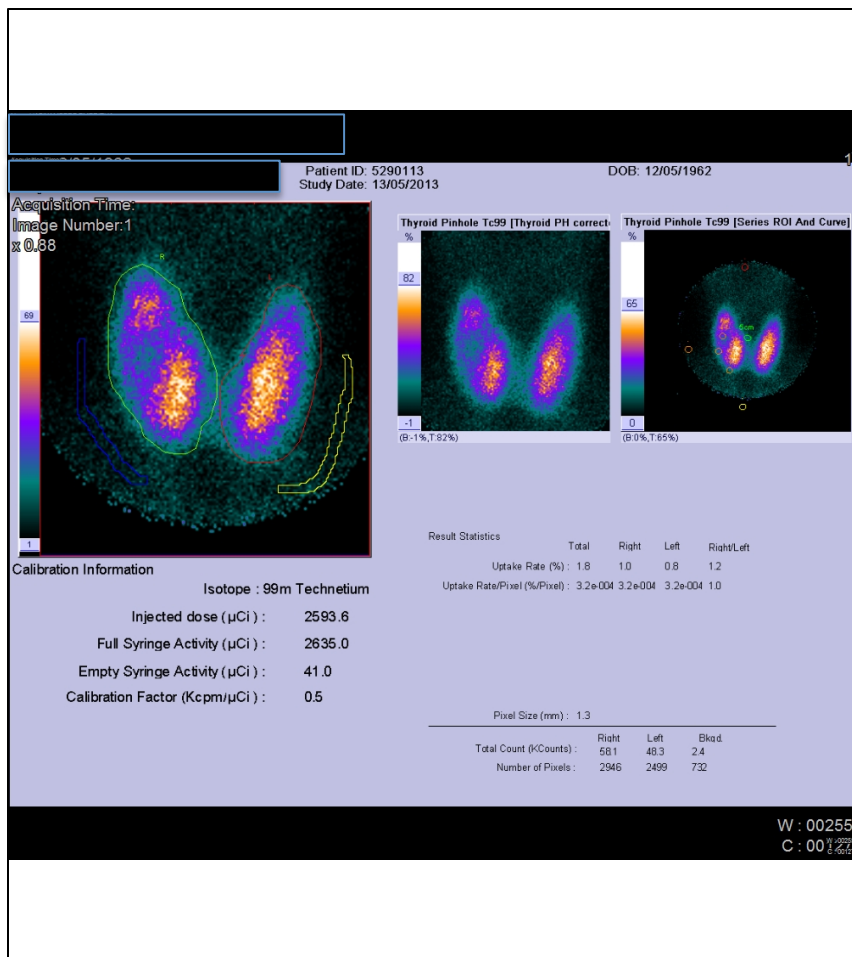 1
Patient ID: 5290113
DOB: 12/05/1962
Study Date: 13/05/2013
Acquisition Time:
Image Number:1
x 0.88
R
69
1
Thyroid Pinhole Tc99 [Thyroid PH correct
%
82
-1
(B:-1%,T:82%)
Thyroid Pinhole Tc99 [Series ROI And Curve]
%
65
0
(B:0%,T:65%)
Calibration Information
Isotope : 99m Technetium
Injected dose (µCi) : 2593.6
Full Syringe Activity (µCi) : 2635.0
Empty Syringe Activity (µCi) : 41.0
Calibration Factor (Kcpm/µCi) : 0.5
Result Statistics
Total Right Left Right/Left
Uptake Rate (%) : 1.8 1.0 0.8 1.2
Uptake Rate/Pixel (%/Pixel) : 3.2e-004 3.2e-004 3.2e-004 1.0
Pixel Size (mm) : 1.3
Right Left Bkgd.
Total Count (KCounts) : 58.1 48.3 2.4
Number of Pixels : 2946 2499 732
W : 00255
C : 00127